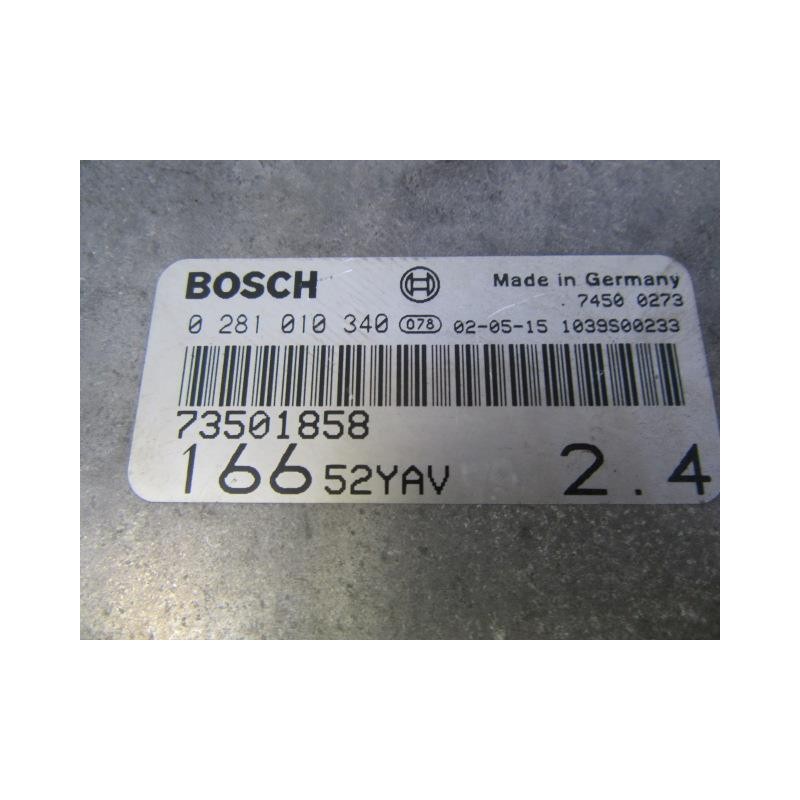 BOSCH Made in Germany
7450 0273
0 281 010 340 078 02-05-15 1039S00233
73501858
166 52YAV 2.4